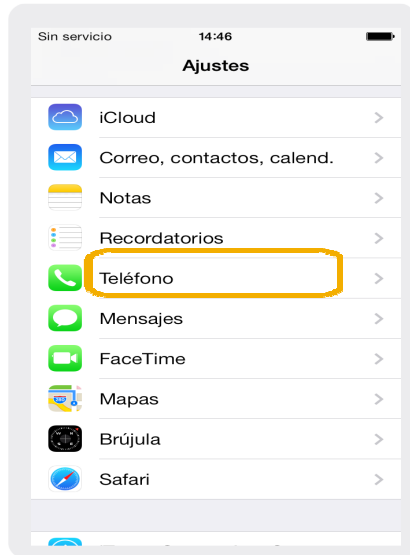 Sin servicio 14:46
Ajustes
iCloud
Correo, contactos, calend.
Notas
Recordatorios
Teléfono
Mensajes
FaceTime
Mapas
Brújula
Safari